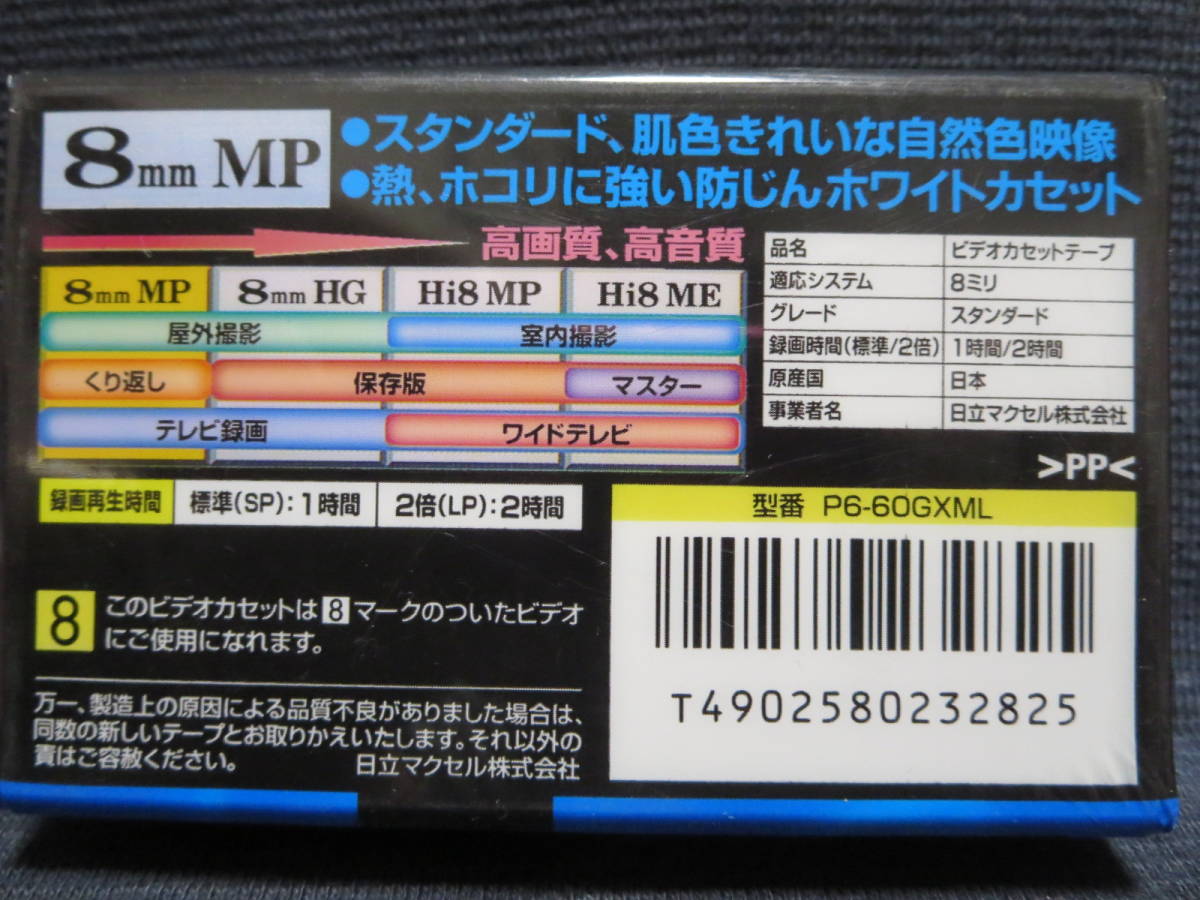 8mm MP
●スタンダード、肌色きれいな自然色映像
●熱、ホコリに強い防じんホワイトカセット
高画質、高音質
8mm MP 8mm HG Hi8 MP Hi8 ME
屋外撮影 室内撮影
くり返し 保存版 マスター
テレビ録画 ワイドテレビ
品名 ビデオカセットテープ
適応システム 8ミリ
グレード スタンダード
録画時間(標準/2倍) 1時間/2時間
原産国 日本
事業者名 日立マクセル株式会社
>PP<
録画再生時間 標準(SP):1時間 2倍(LP):2時間
型番 P6-60GXML
T4902580232825
8 このビデオカセットは8マークのついたビデオ
にご使用になれます。
万一、製造上の原因による品質不良がありました場合は、
同数の新しいテープとお取りかえいたします。それ以外の
責はご容赦ください。 日立マクセル株式会社